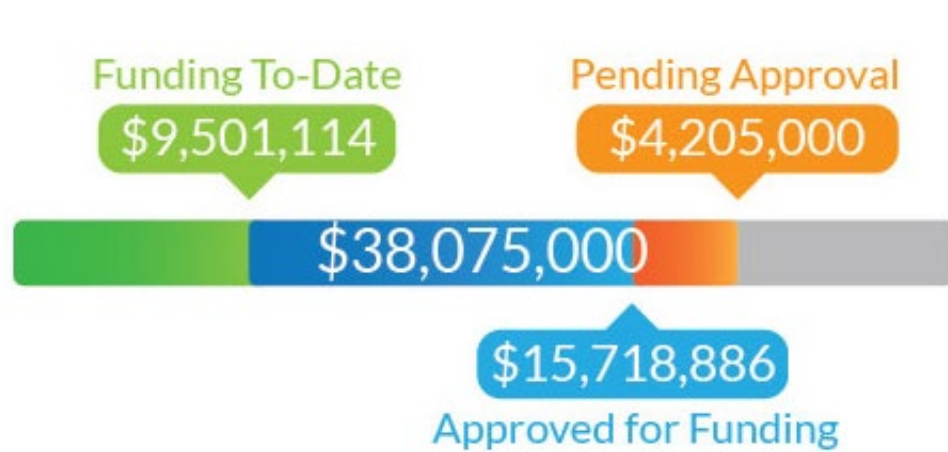 Funding To-Date
$9,501,114
Pending Approval
$4,205,000
$38,075,000
$15,718,886
Approved for Funding